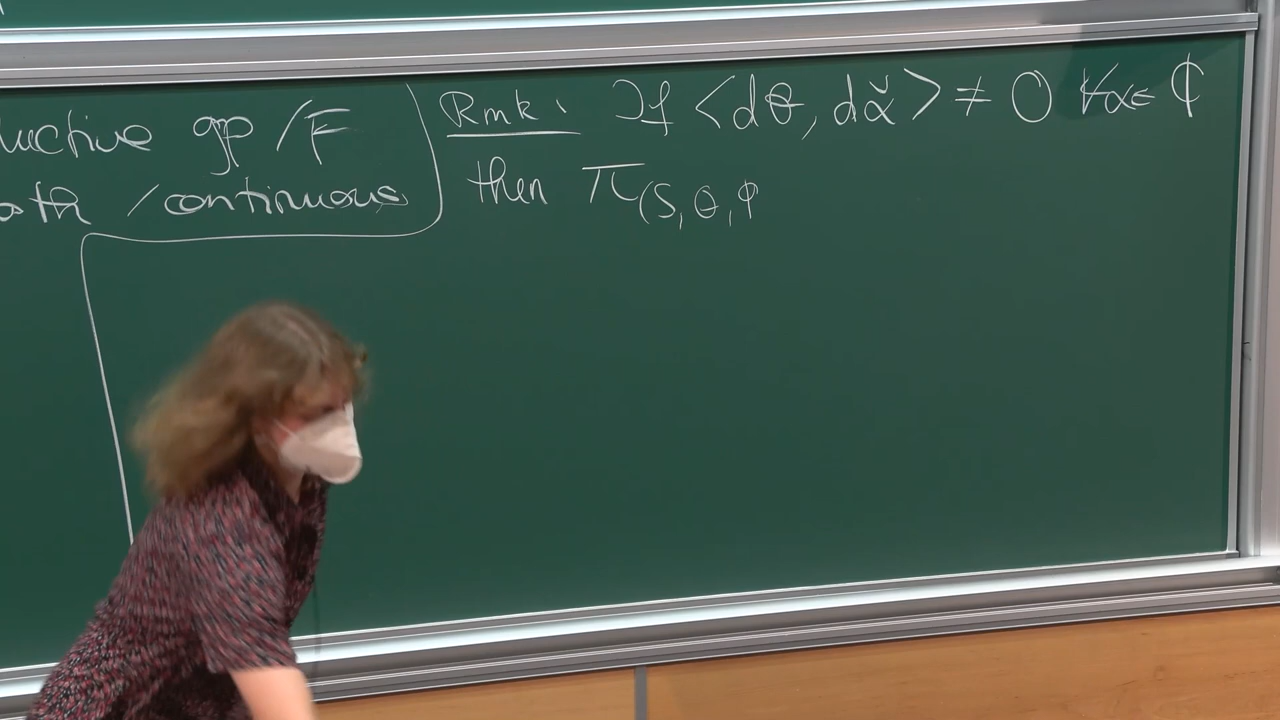 uctive gp /F
oth /continuous
Rmk: If <dθ, dα̌> ≠ 0 ∀α∈ Φ
then π(S, θ, φ